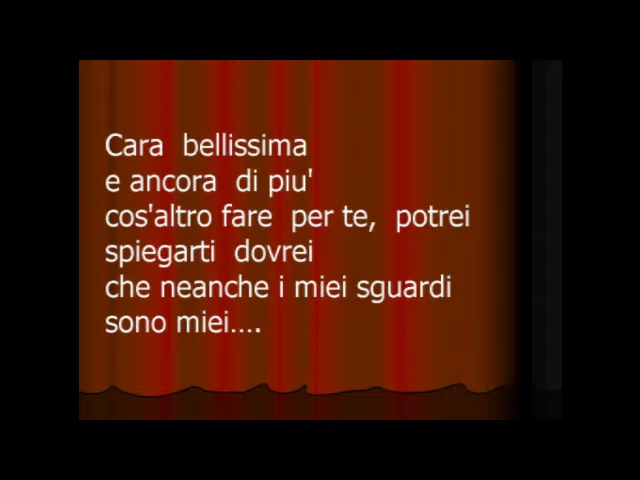 Cara bellissima
e ancora di piu'
cos'altro fare per te, potrei
spiegarti dovrei
che neanche i miei sguardi
sono miei….